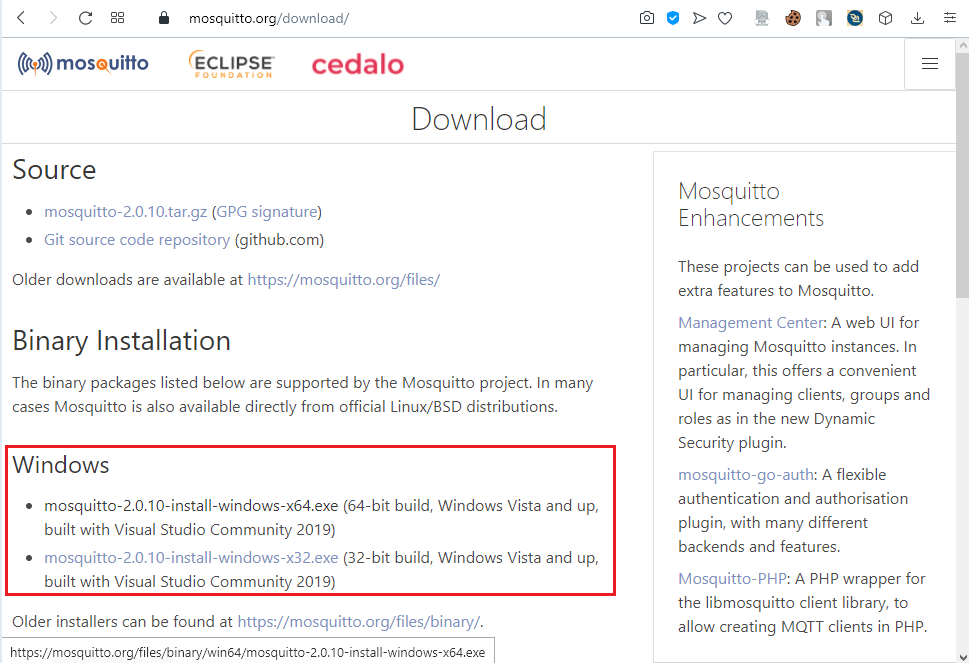 mosquitto.org/download/
mosquitto
ECLIPSE
FOUNDATION
cedalo
Download
Source
mosquitto-2.0.10.tar.gz (GPG signature)
Git source code repository (github.com)
Older downloads are available at https://mosquitto.org/files/
Binary Installation
The binary packages listed below are supported by the Mosquitto project. In many
cases Mosquitto is also available directly from official Linux/BSD distributions.
Windows
mosquitto-2.0.10-install-windows-x64.exe (64-bit build, Windows Vista and up,
built with Visual Studio Community 2019)
mosquitto-2.0.10-install-windows-x32.exe (32-bit build, Windows Vista and up,
built with Visual Studio Community 2019)
Older installers can be found at https://mosquitto.org/files/binary/.
https://mosquitto.org/files/binary/win64/mosquitto-2.0.10-install-windows-x64.exe
Mosquitto
Enhancements
These projects can be used to add
extra features to Mosquitto.
Management Center: A web UI for
managing Mosquitto instances. In
particular, this offers a convenient
UI for managing clients, groups and
roles as in the new Dynamic
Security plugin.
mosquitto-go-auth: A flexible
authentication and authorisation
plugin, with many different
backends and features.
Mosquitto-PHP: A PHP wrapper for
the libmosquitto client library, to
allow creating MQTT clients in PHP.